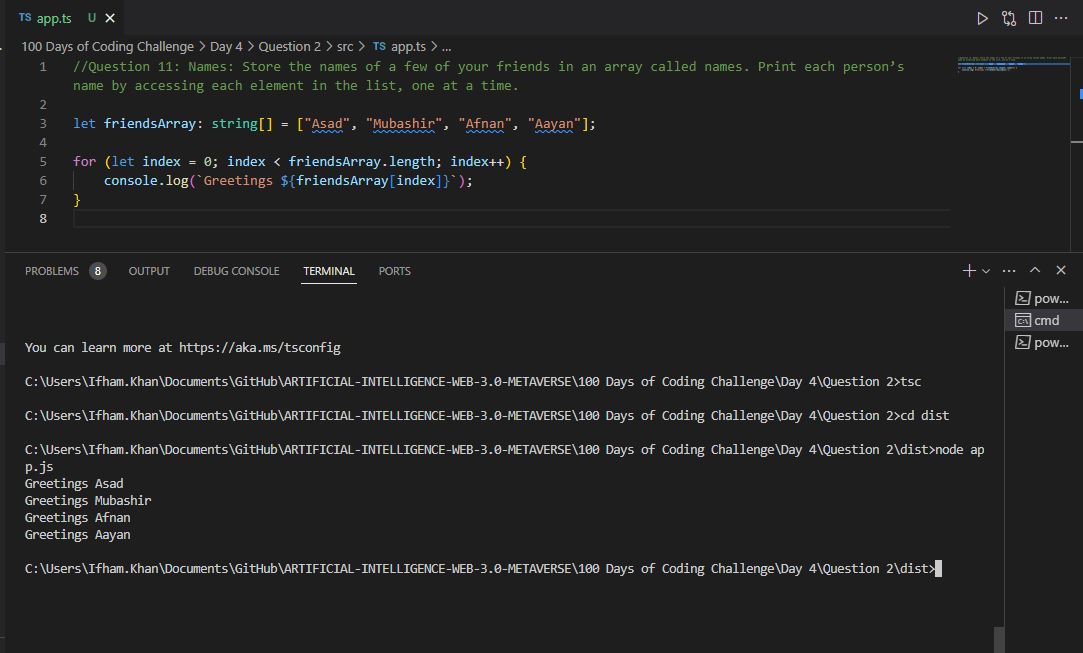 TS app.ts U
100 Days of Coding Challenge > Day 4 > Question 2 > src > TS app.ts > ...
1 //Question 11: Names: Store the names of a few of your friends in an array called names. Print each person’s
name by accessing each element in the list, one at a time.
2
3 let friendsArray: string[] = ["Asad", "Mubashir", "Afnan", "Aayan"];
4
5 for (let index = 0; index < friendsArray.length; index++) {
6 console.log(`Greetings ${friendsArray[index]}`);
7 }
8
PROBLEMS 8 OUTPUT DEBUG CONSOLE TERMINAL PORTS
pow...
cmd
pow...
You can learn more at https://aka.ms/tsconfig
C:\Users\Ifham.Khan\Documents\GitHub\ARTIFICIAL-INTELLIGENCE-WEB-3.0-METAVERSE\100 Days of Coding Challenge\Day 4\Question 2>tsc
C:\Users\Ifham.Khan\Documents\GitHub\ARTIFICIAL-INTELLIGENCE-WEB-3.0-METAVERSE\100 Days of Coding Challenge\Day 4\Question 2>cd dist
C:\Users\Ifham.Khan\Documents\GitHub\ARTIFICIAL-INTELLIGENCE-WEB-3.0-METAVERSE\100 Days of Coding Challenge\Day 4\Question 2\dist>node ap
p.js
Greetings Asad
Greetings Mubashir
Greetings Afnan
Greetings Aayan
C:\Users\Ifham.Khan\Documents\GitHub\ARTIFICIAL-INTELLIGENCE-WEB-3.0-METAVERSE\100 Days of Coding Challenge\Day 4\Question 2\dist>